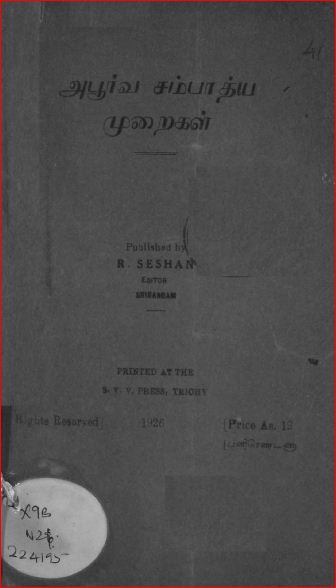 41
அபூர்வ சம்பாத்ய
முறைகள்
Published by
R. SESHAN
EDITOR
SRIRANGAM
PRINTED AT THE
S. V. V. PRESS, TRICHY
Rights Reserved] 1926 [Price As. 12
X9B
224195